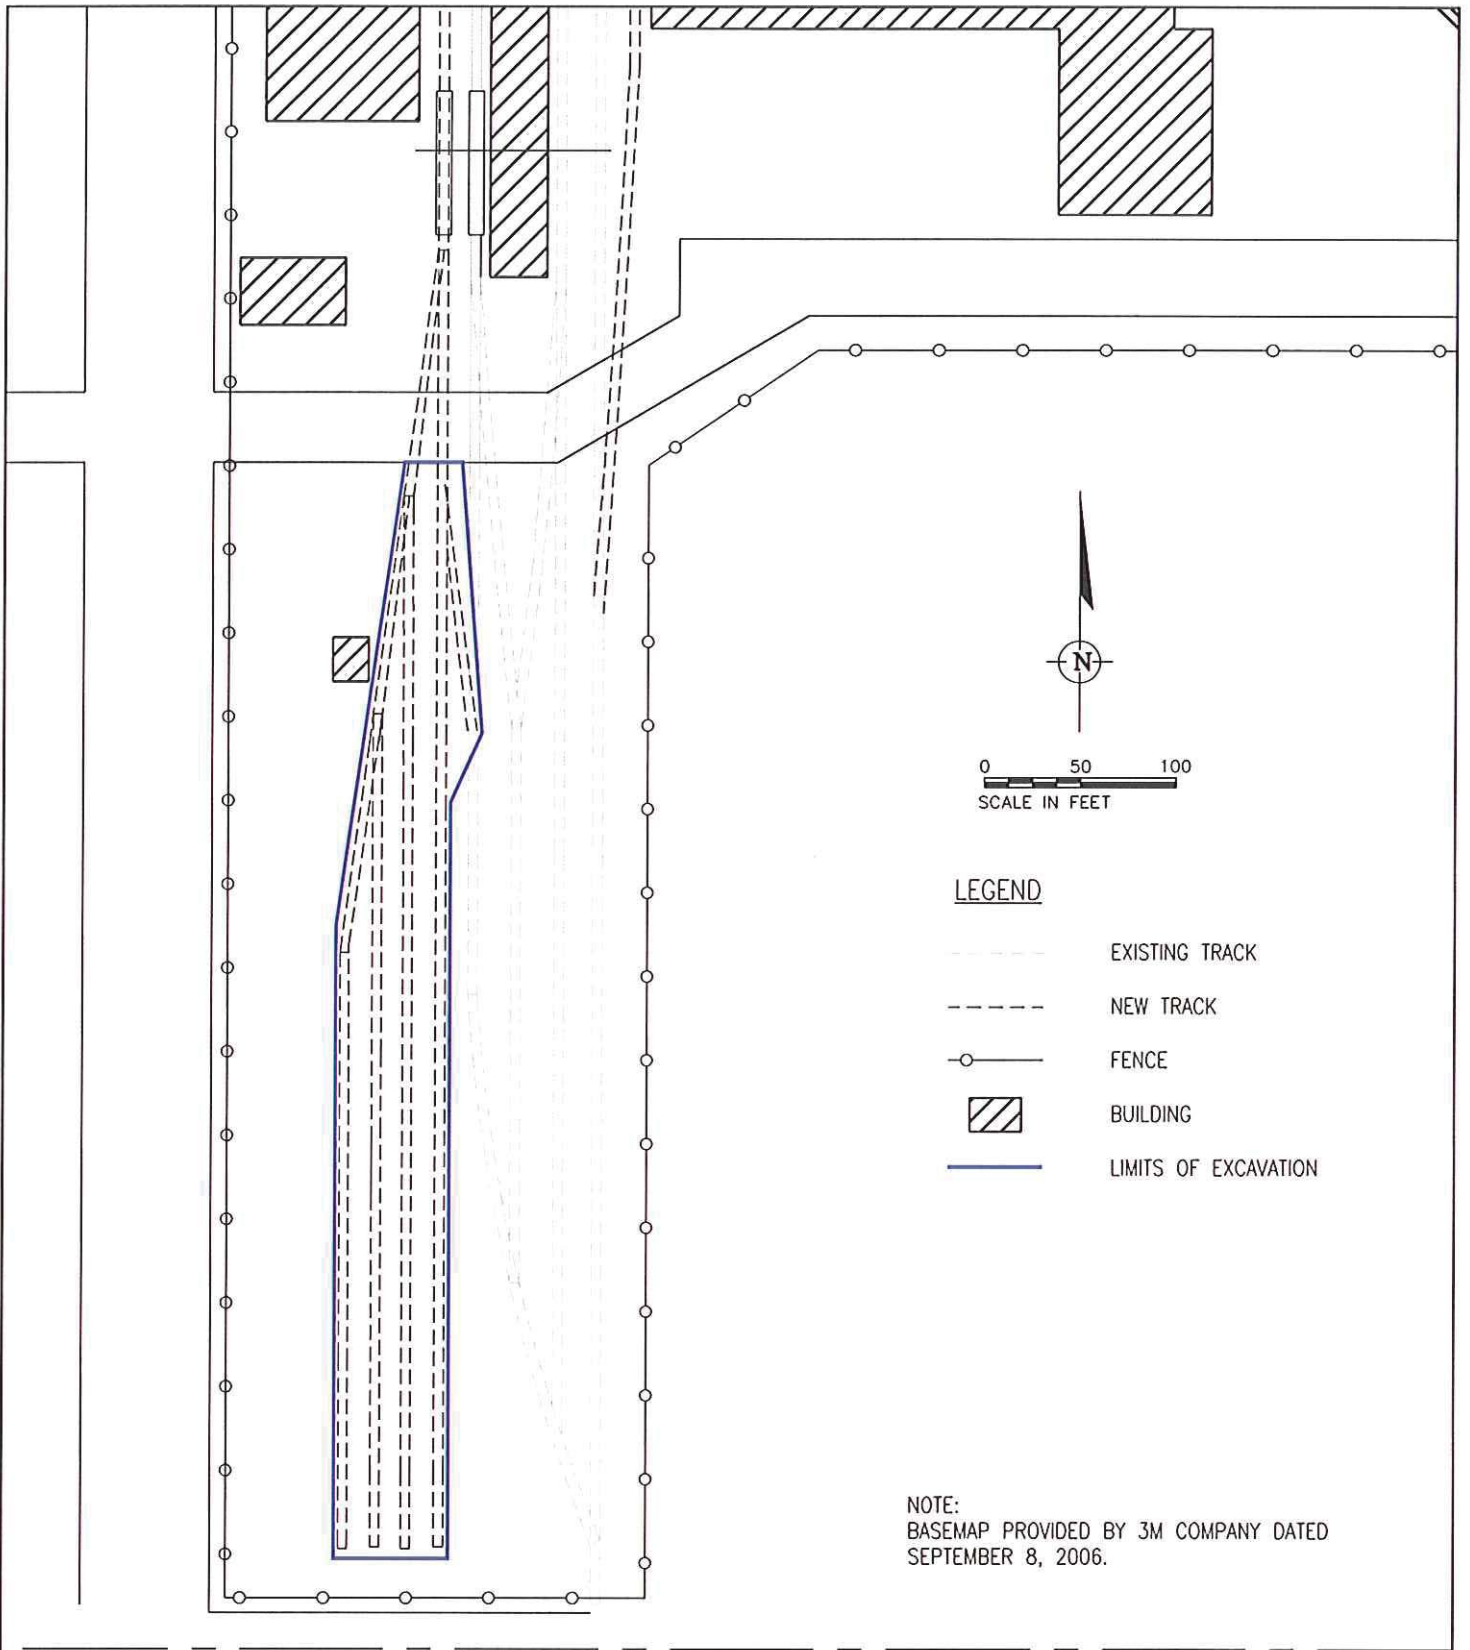 N
0 50 100
SCALE IN FEET
LEGEND
EXISTING TRACK
NEW TRACK
FENCE
BUILDING
LIMITS OF EXCAVATION
NOTE:
BASEMAP PROVIDED BY 3M COMPANY DATED
SEPTEMBER 8, 2006.